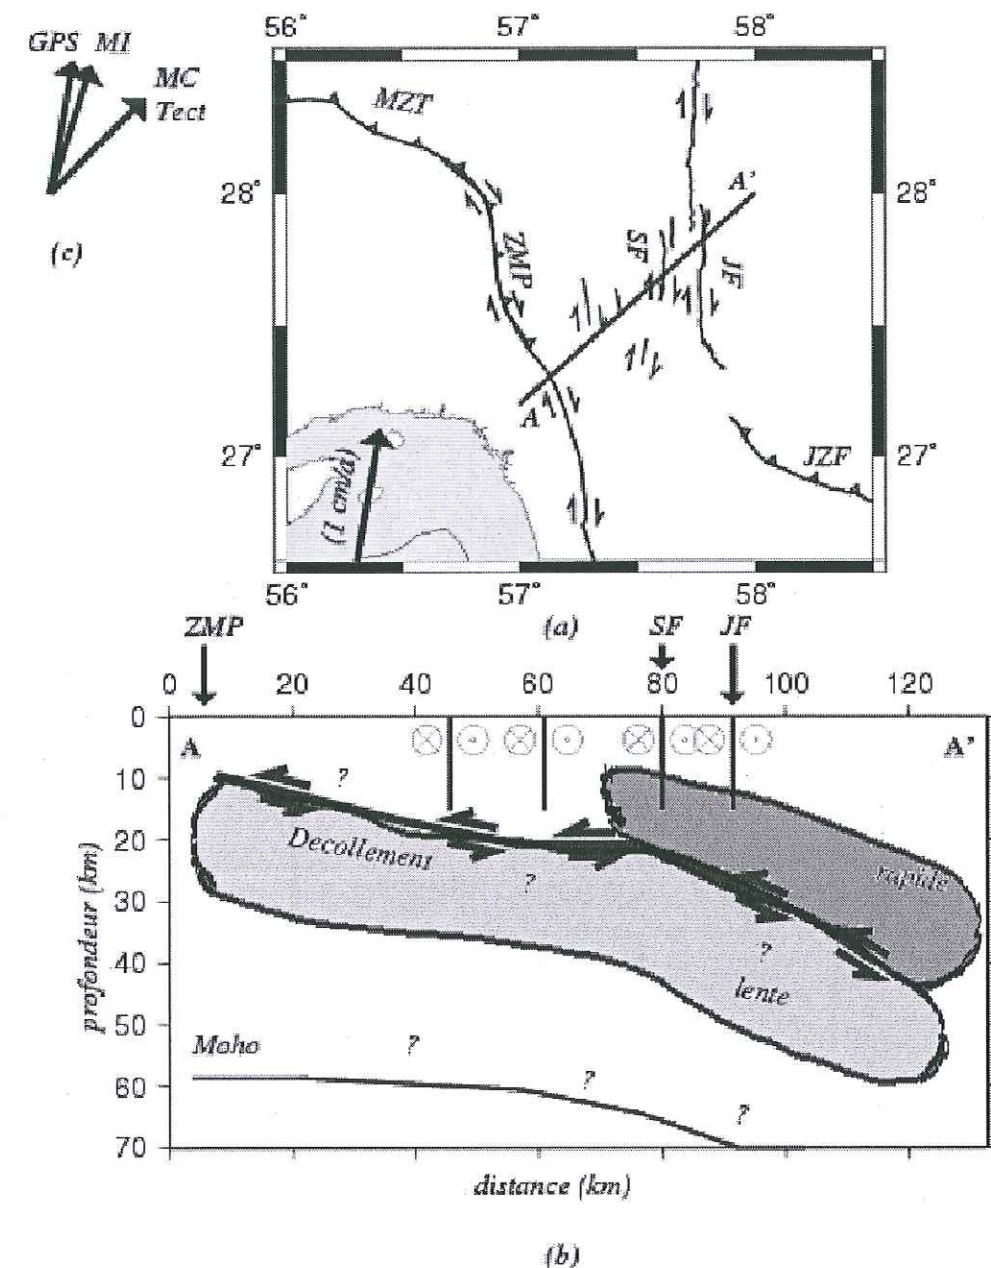 56° 57° 58°
GPS MI
MC
Tect
(c)
MZT
28° 28°
A'
ZMP
SF
JF
A
27° 27°
JZF
(1 cm/a)
56° 57° 58°
(a)
ZMP SF JF
0 20 40 60 80 100 120
0
A A'
10
?
20
Decollement
?
rapide
30
?
40
lente
50
Moho ?
60
?
?
70
profondeur (km)
distance (km)
(b)